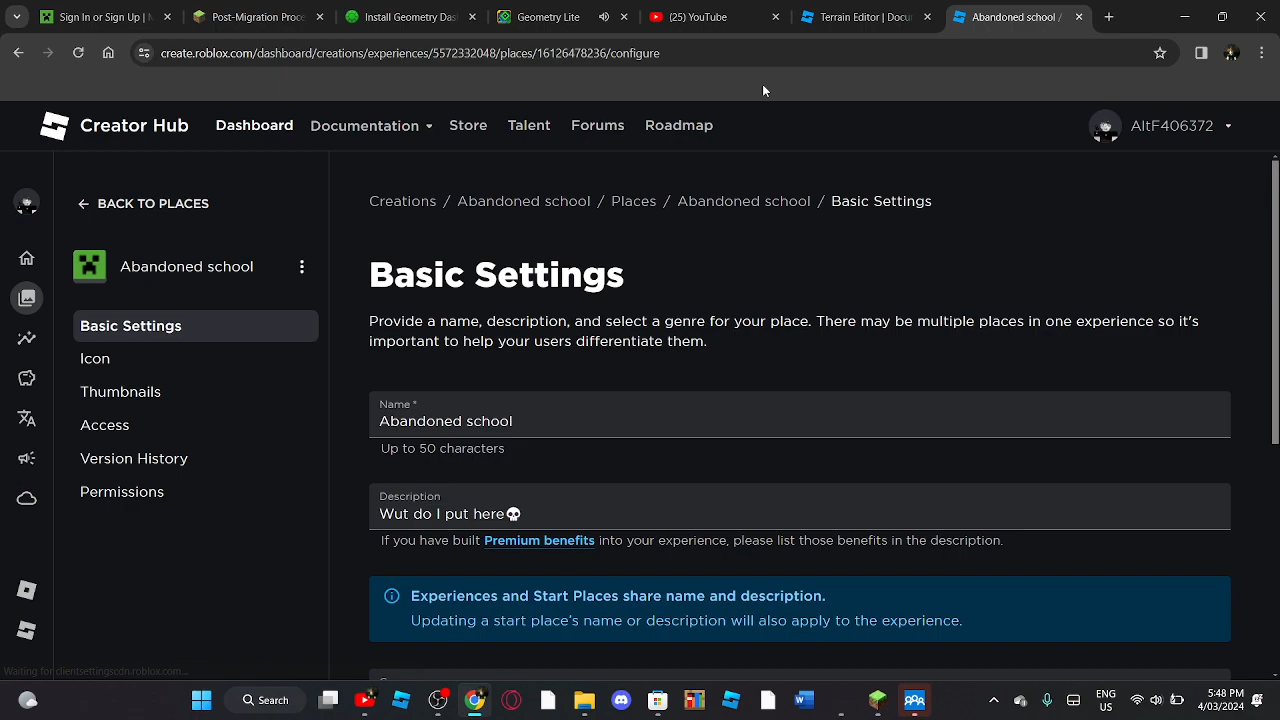 Sign In or Sign Up | M
Post-Migration Proce
Install Geometry Das
Geometry Lite
(25) YouTube
Terrain Editor | Docu
Abandoned school /
create.roblox.com/dashboard/creations/experiences/5572332048/places/16126478236/configure
Creator Hub
Dashboard
Documentation
Store
Talent
Forums
Roadmap
AltF406372
BACK TO PLACES
Abandoned school
Basic Settings
Icon
Thumbnails
Access
Version History
Permissions
Creations / Abandoned school / Places / Abandoned school / Basic Settings
Basic Settings
Provide a name, description, and select a genre for your place. There may be multiple places in one experience so it's
important to help your users differentiate them.
Name *
Abandoned school
Up to 50 characters
Description
Wut do I put here💀
If you have built Premium benefits into your experience, please list those benefits in the description.
Experiences and Start Places share name and description.
Updating a start place's name or description will also apply to the experience.
Waiting for clientsettingscdn.roblox.com...
Search
ENG
US
5:48 PM
4/03/2024